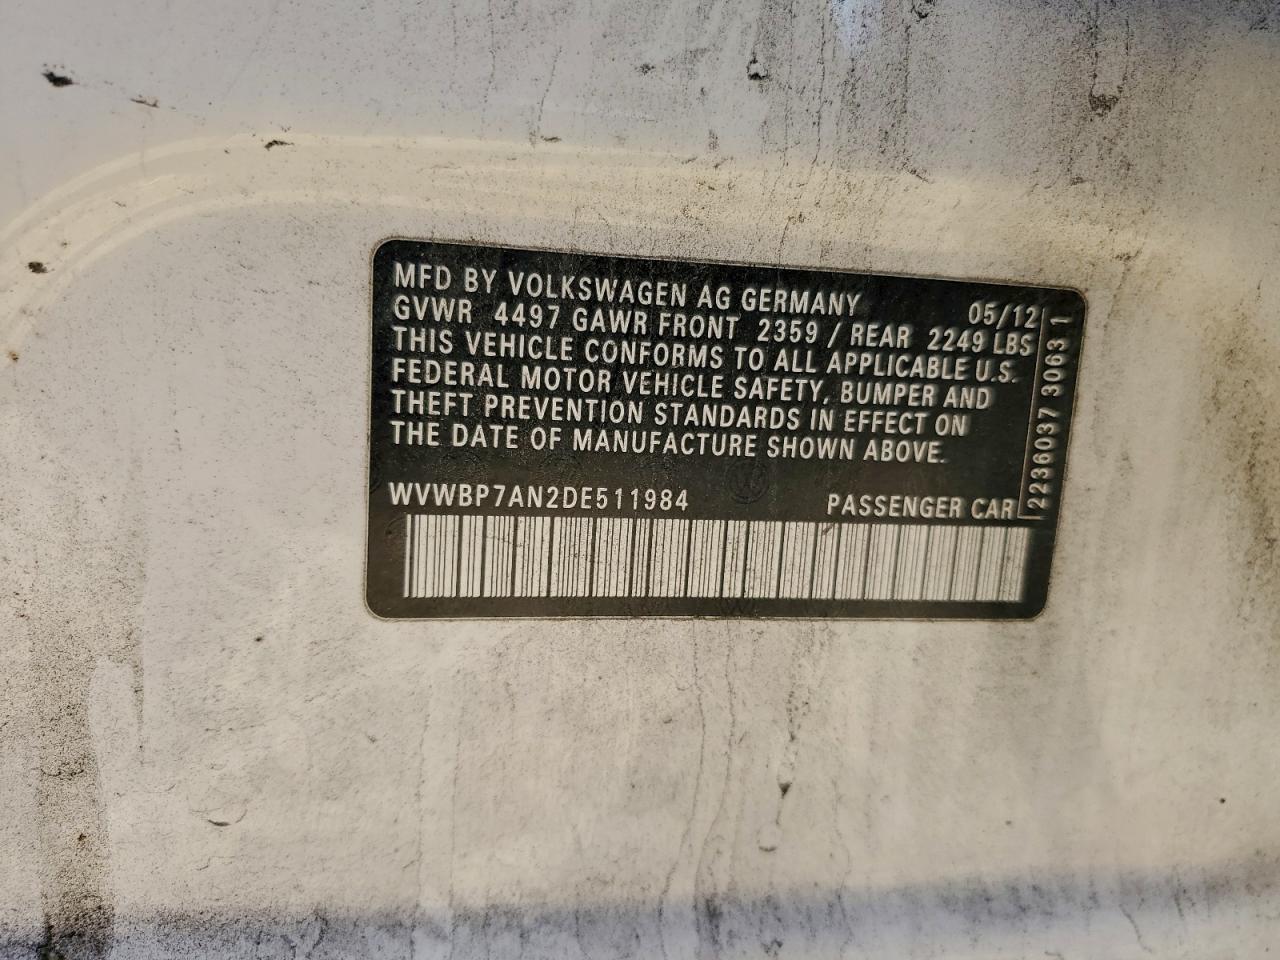 MFD BY VOLKSWAGEN AG GERMANY 05/12
GVWR 4497 GAWR FRONT 2359 / REAR 2249 LBS
THIS VEHICLE CONFORMS TO ALL APPLICABLE U.S.
FEDERAL MOTOR VEHICLE SAFETY, BUMPER AND
THEFT PREVENTION STANDARDS IN EFFECT ON
THE DATE OF MANUFACTURE SHOWN ABOVE.
WVWBP7AN2DE511984 PASSENGER CAR
2236037 3063 1